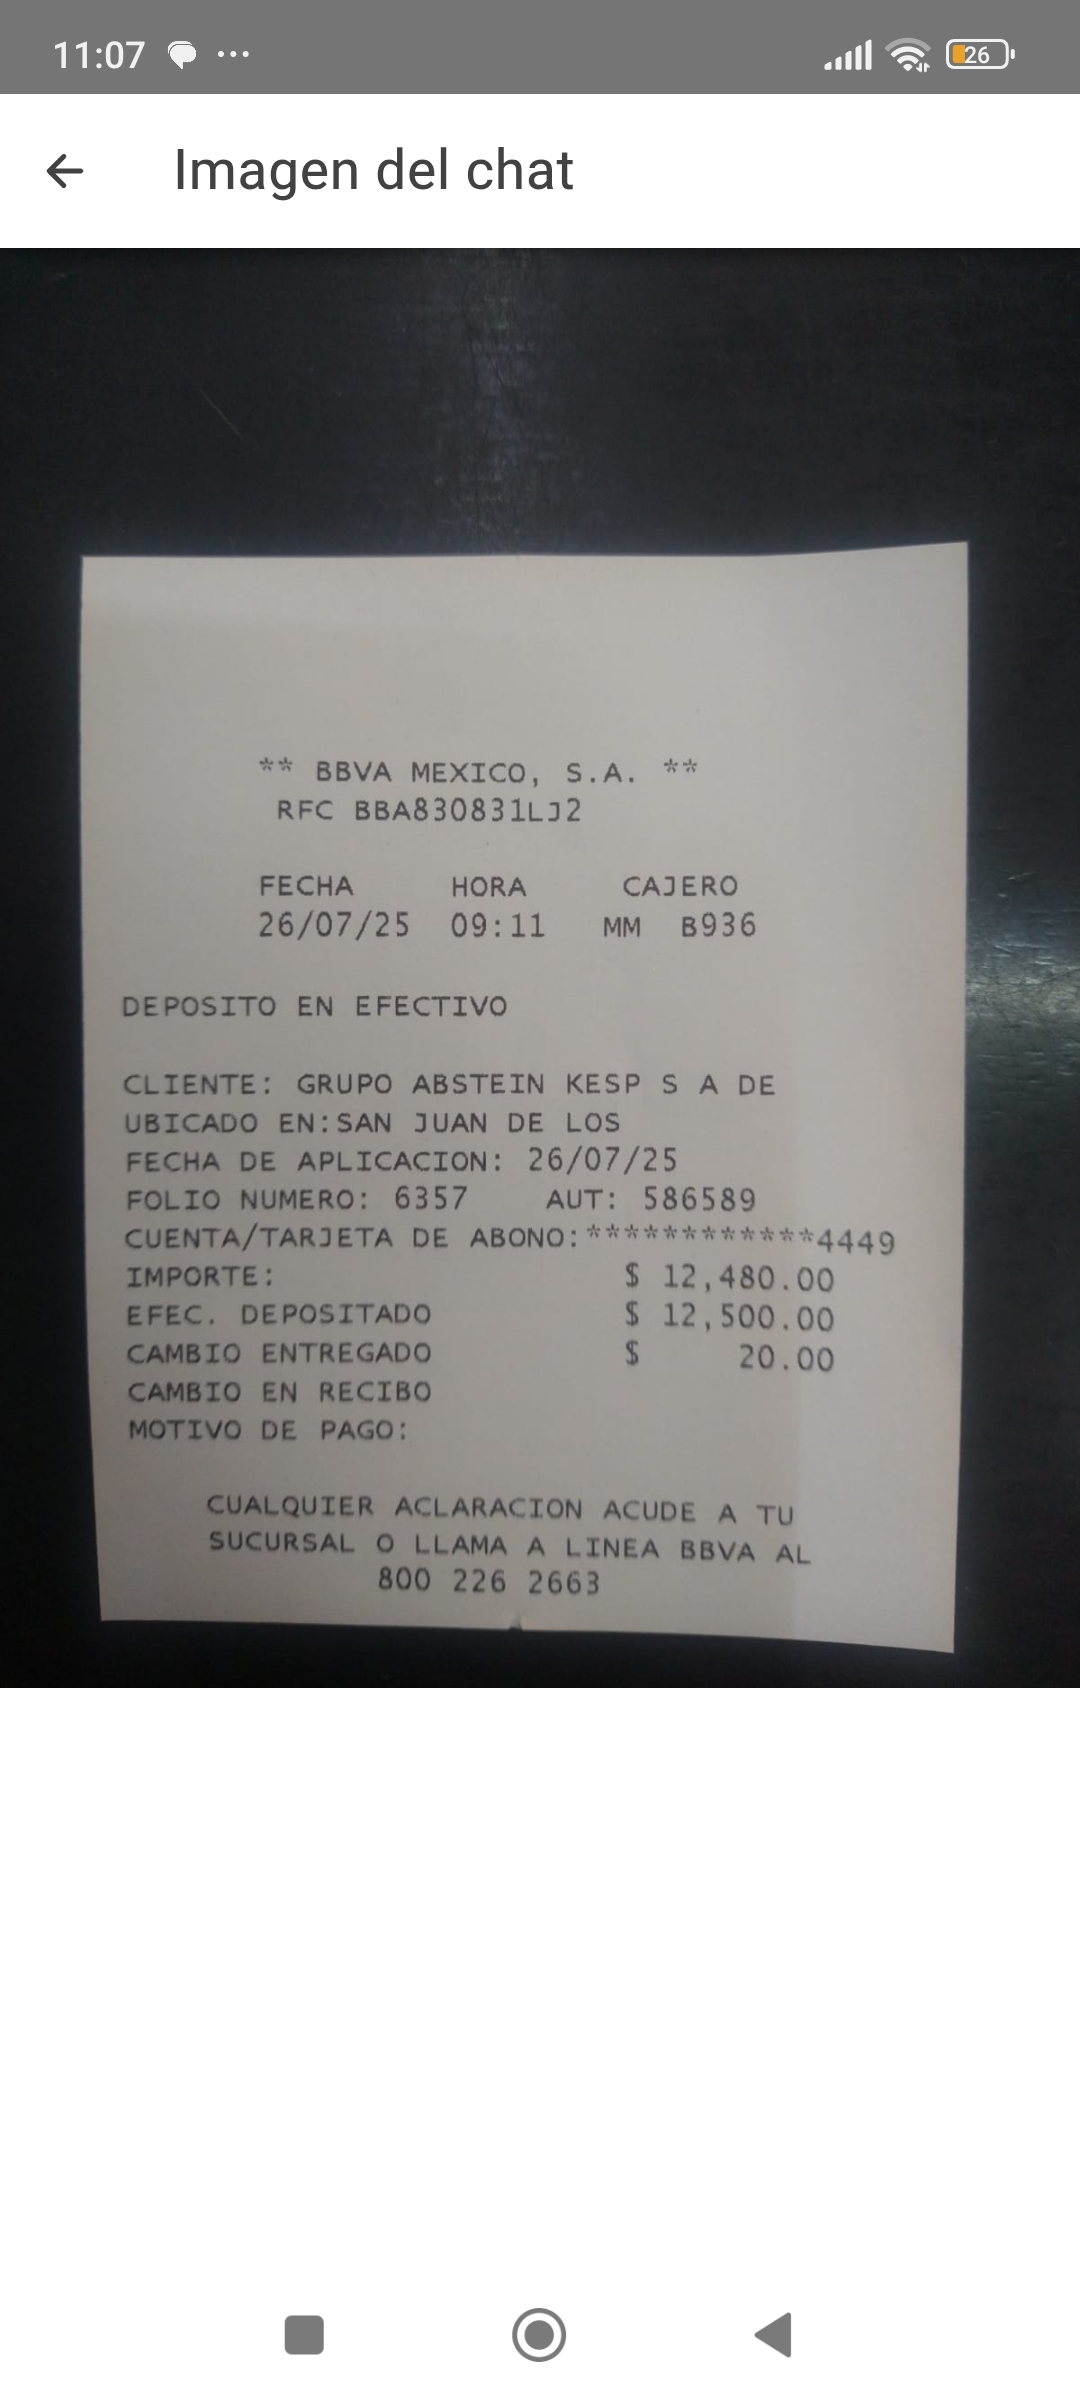 11:07
26
Imagen del chat
** BBVA MEXICO, S.A. **
RFC BBA830831LJ2
FECHA HORA CAJERO
26/07/25 09:11 MM B936
DEPOSITO EN EFECTIVO
CLIENTE: GRUPO ABSTEIN KESP S A DE
UBICADO EN:SAN JUAN DE LOS
FECHA DE APLICACION: 26/07/25
FOLIO NUMERO: 6357 AUT: 586589
CUENTA/TARJETA DE ABONO:************4449
IMPORTE: $ 12,480.00
EFEC. DEPOSITADO $ 12,500.00
CAMBIO ENTREGADO $ 20.00
CAMBIO EN RECIBO
MOTIVO DE PAGO:
CUALQUIER ACLARACION ACUDE A TU
SUCURSAL O LLAMA A LINEA BBVA AL
800 226 2663